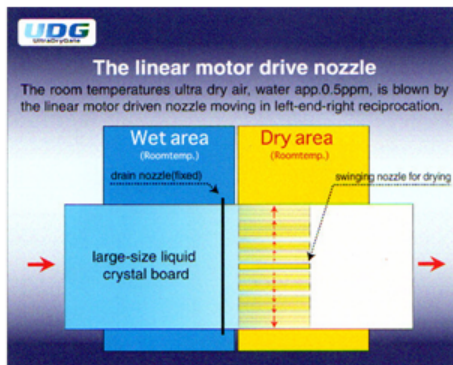 UDG
UltraDryGate
The linear motor drive nozzle
The room temperatures ultra dry air, water app.0.5ppm, is blown by
the linear motor driven nozzle moving in left-end-right reciprocation.
Wet area
(Roomtemp.)
Dry area
(Roomtemp.)
drain nozzle(fixed)
swinging nozzle for drying
large-size liquid
crystal board